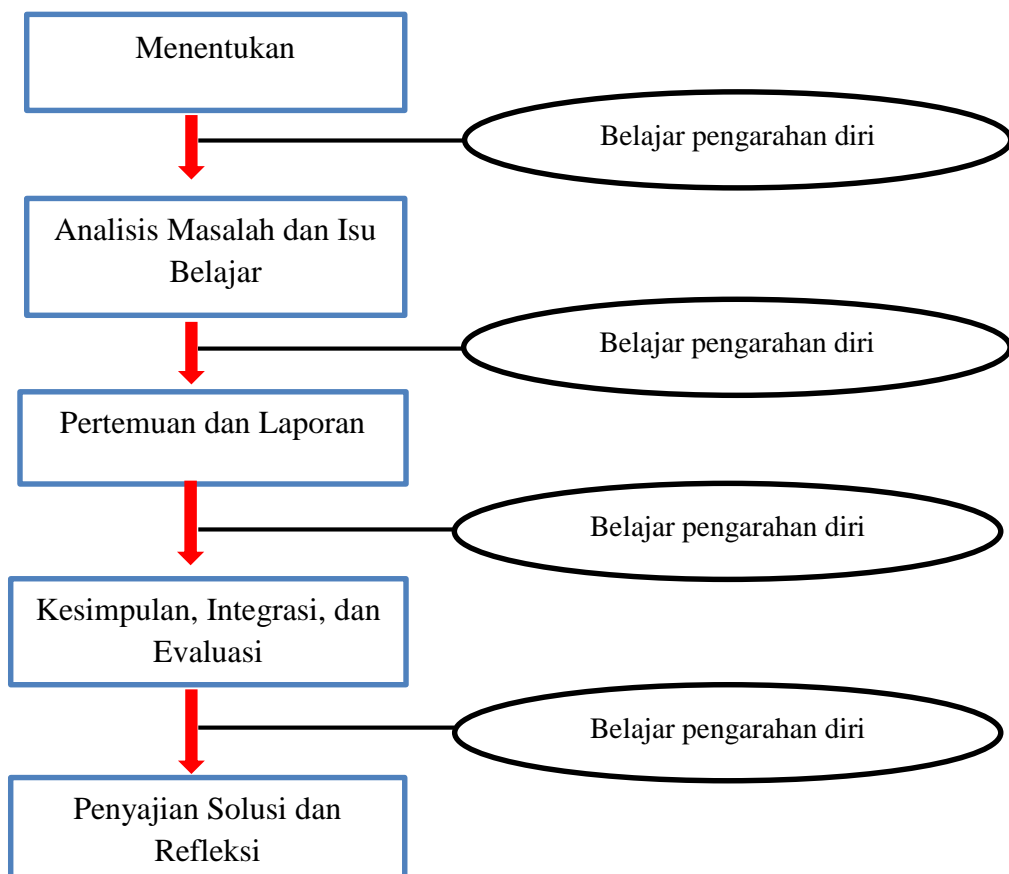 Menentukan
Belajar pengarahan diri
Analisis Masalah dan Isu
Belajar
Belajar pengarahan diri
Pertemuan dan Laporan
Belajar pengarahan diri
Kesimpulan, Integrasi, dan
Evaluasi
Belajar pengarahan diri
Penyajian Solusi dan
Refleksi